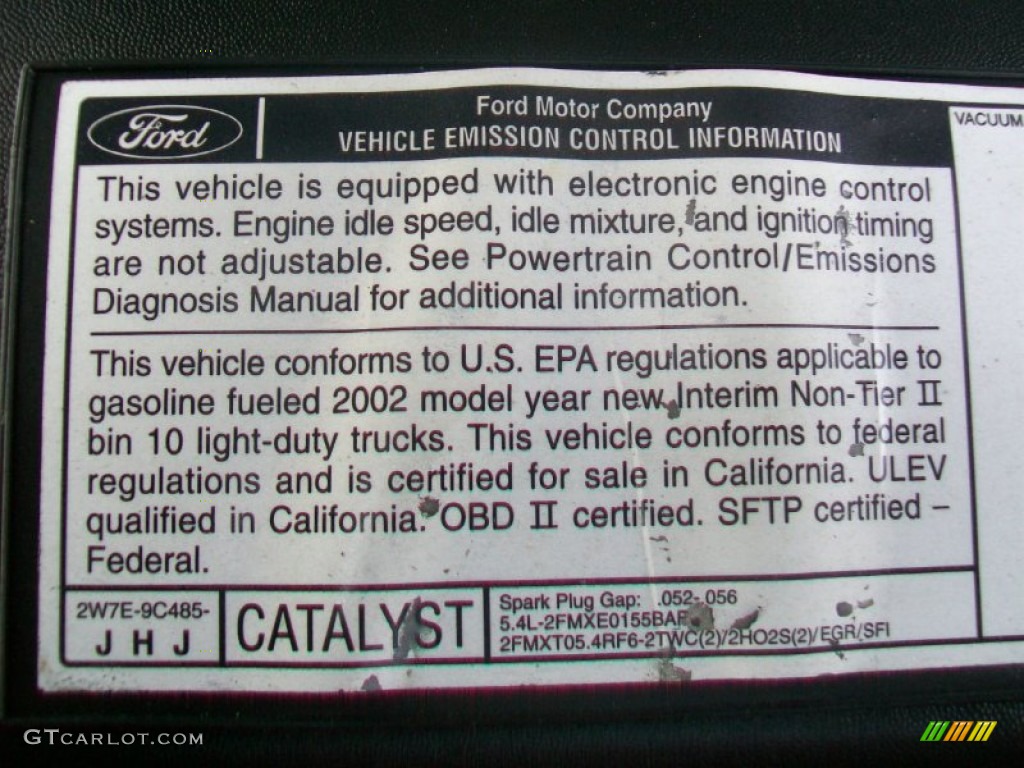 Ford
Ford Motor Company
VEHICLE EMISSION CONTROL INFORMATION
VACUUM
This vehicle is equipped with electronic engine control
systems. Engine idle speed, idle mixture, and ignition timing
are not adjustable. See Powertrain Control/Emissions
Diagnosis Manual for additional information.
This vehicle conforms to U.S. EPA regulations applicable to
gasoline fueled 2002 model year new Interim Non-Tier II
bin 10 light-duty trucks. This vehicle conforms to federal
regulations and is certified for sale in California. ULEV
qualified in California. OBD II certified. SFTP certified –
Federal.
2W7E-9C485-
J H J
CATALYST
Spark Plug Gap: .052-.056
5.4L-2FMXE0155BAF
2FMXT05.4RF6-2TWC(2)/2HO2S(2)/EGR/SFI
GTCARLOT.COM